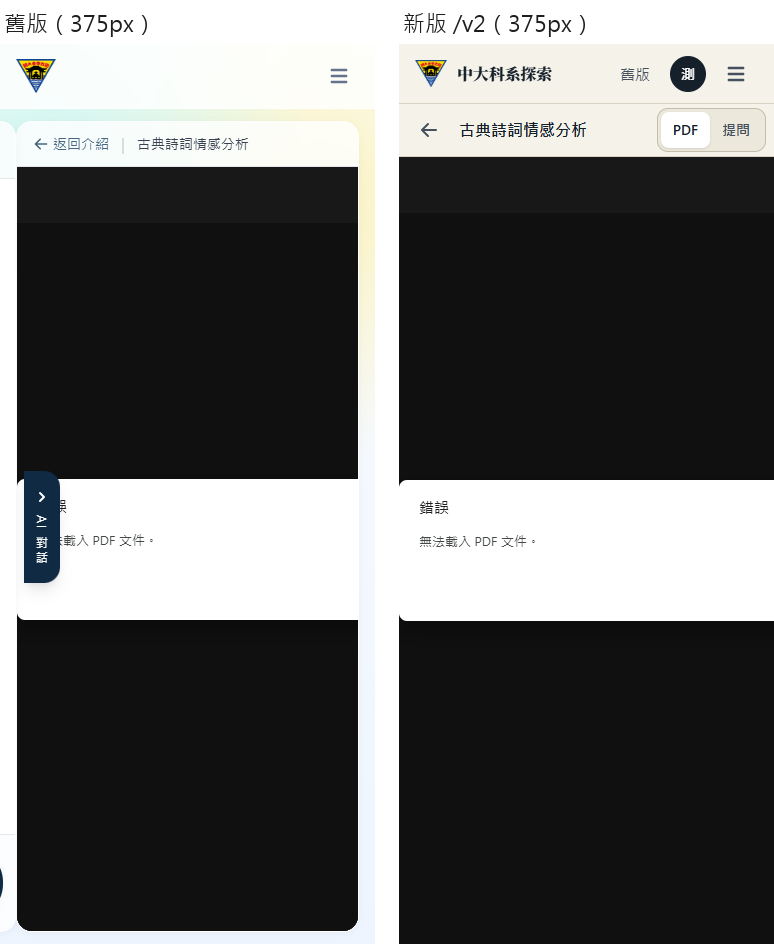 舊版（375px）
返回介紹 | 古典詩詞情感分析
誤
AI 對話
載入 PDF 文件。
新版 /v2（375px）
中大科系探索
舊版
測
古典詩詞情感分析
PDF
提問
錯誤
無法載入 PDF 文件。